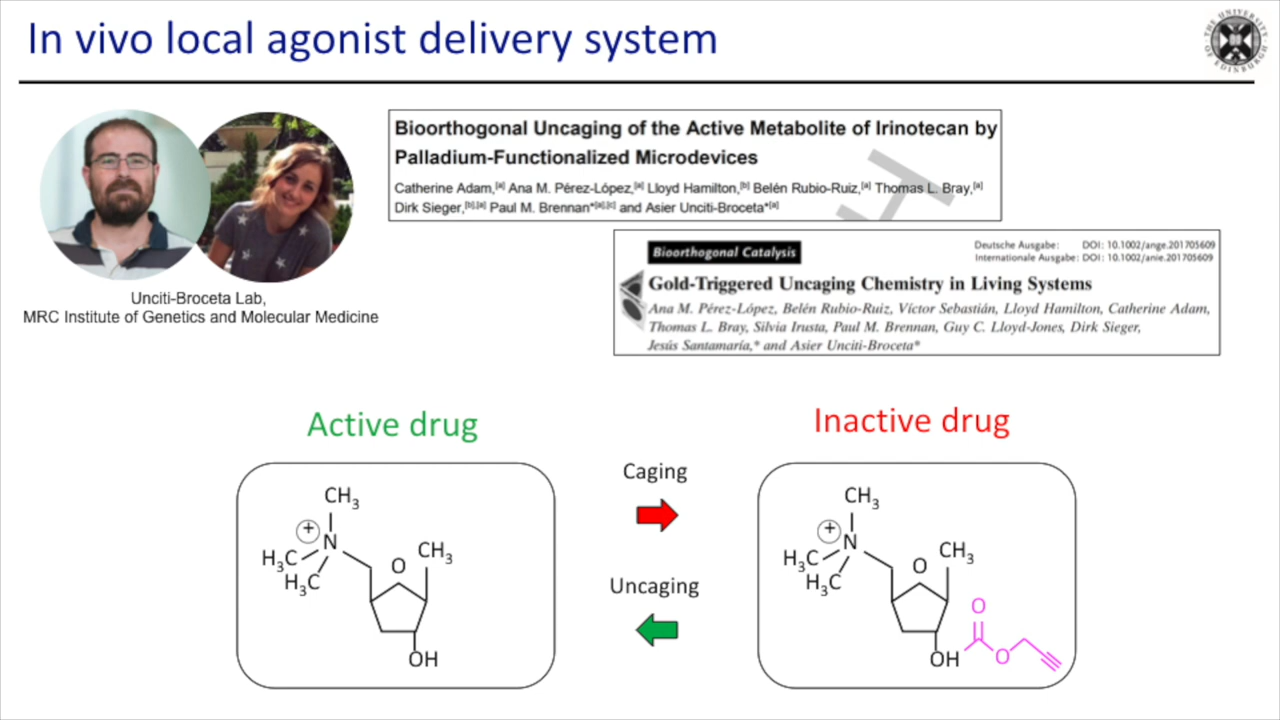 In vivo local agonist delivery system
THE UNIVERSITY OF EDINBURGH
Bioorthogonal Uncaging of the Active Metabolite of Irinotecan by
Palladium-Functionalized Microdevices
Catherine Adam,[a] Ana M. Pérez-López,[a] Lloyd Hamilton,[b] Belén Rubio-Ruiz,[a] Thomas L. Bray,[a]
Dirk Sieger,[b],[a] Paul M. Brennan*[a],[c] and Asier Unciti-Broceta*[a]
Bioorthogonal Catalysis
Deutsche Ausgabe: DOI: 10.1002/ange.201705609
Internationale Ausgabe: DOI: 10.1002/anie.201705609
Gold-Triggered Uncaging Chemistry in Living Systems
Ana M. Pérez-López, Belén Rubio-Ruiz, Víctor Sebastián, Lloyd Hamilton, Catherine Adam,
Thomas L. Bray, Silvia Irusta, Paul M. Brennan, Guy C. Lloyd-Jones, Dirk Sieger,
Jesús Santamaría,* and Asier Unciti-Broceta*
Unciti-Broceta Lab,
MRC Institute of Genetics and Molecular Medicine
Active drug
Inactive drug
Caging
Uncaging
CH3
+
N
H3C
H3C
O
CH3
OH
CH3
+
N
H3C
H3C
O
CH3
OH
O
O